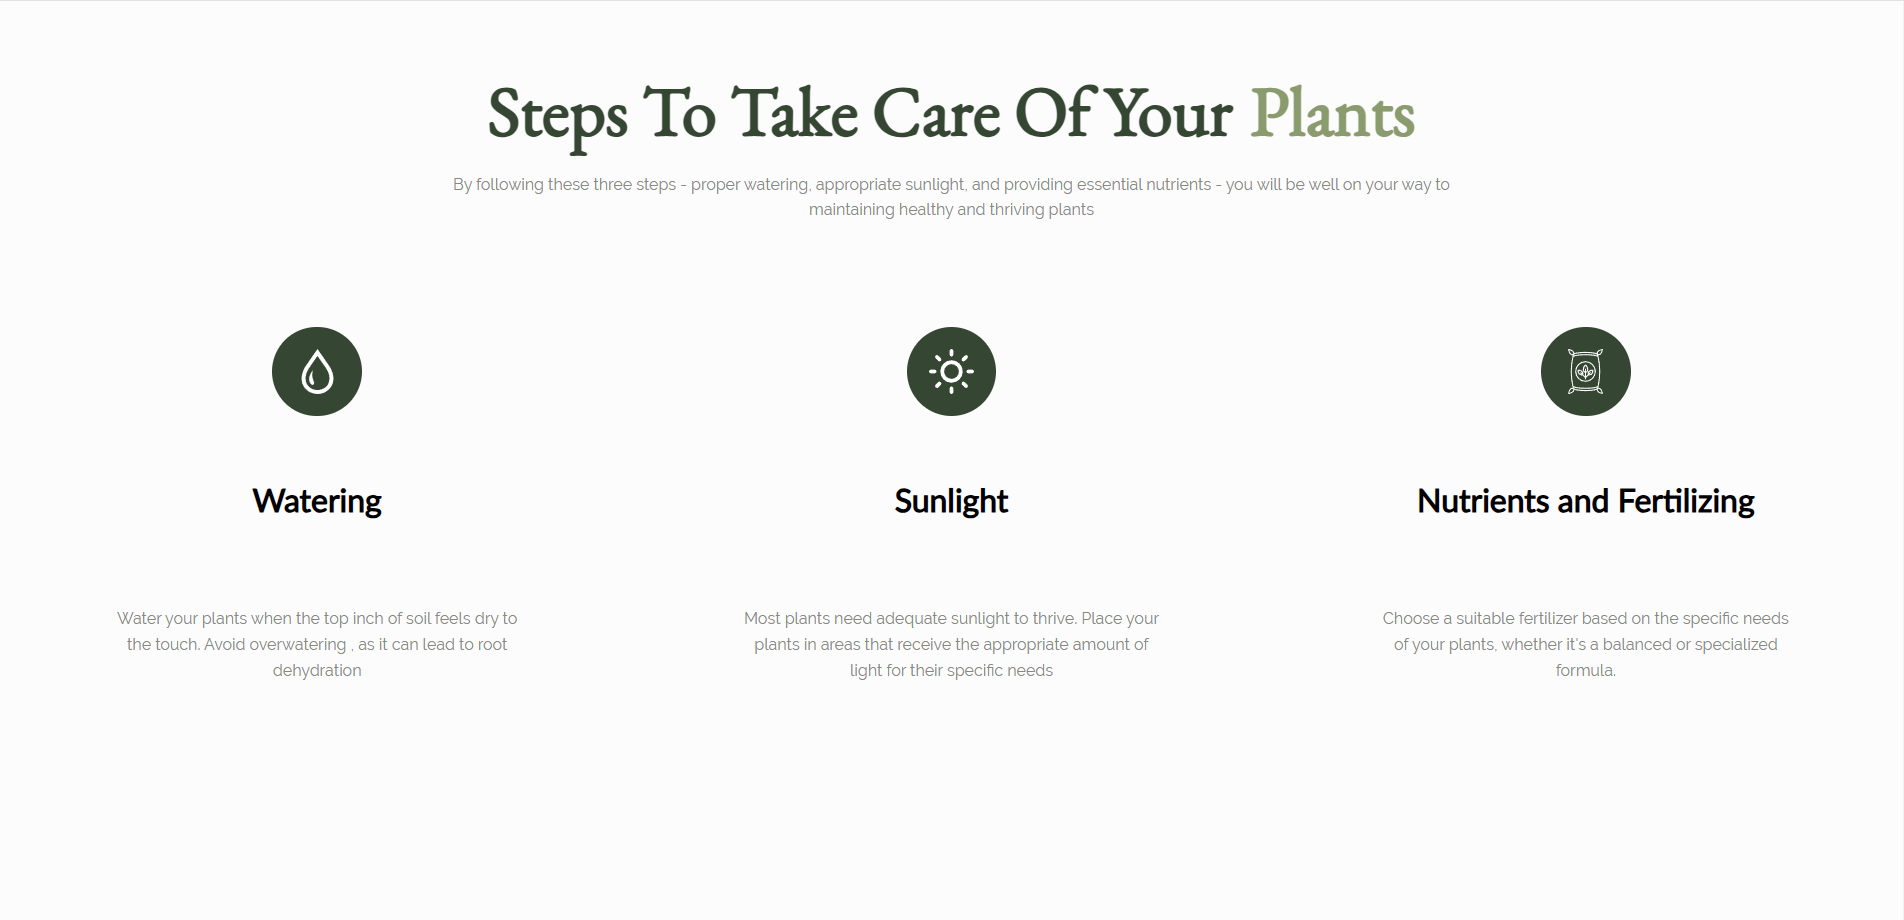 Steps To Take Care Of Your Plants
By following these three steps - proper watering, appropriate sunlight, and providing essential nutrients - you will be well on your way to
maintaining healthy and thriving plants
Watering
Water your plants when the top inch of soil feels dry to
the touch. Avoid overwatering , as it can lead to root
dehydration
Sunlight
Most plants need adequate sunlight to thrive. Place your
plants in areas that receive the appropriate amount of
light for their specific needs
Nutrients and Fertilizing
Choose a suitable fertilizer based on the specific needs
of your plants, whether it's a balanced or specialized
formula.